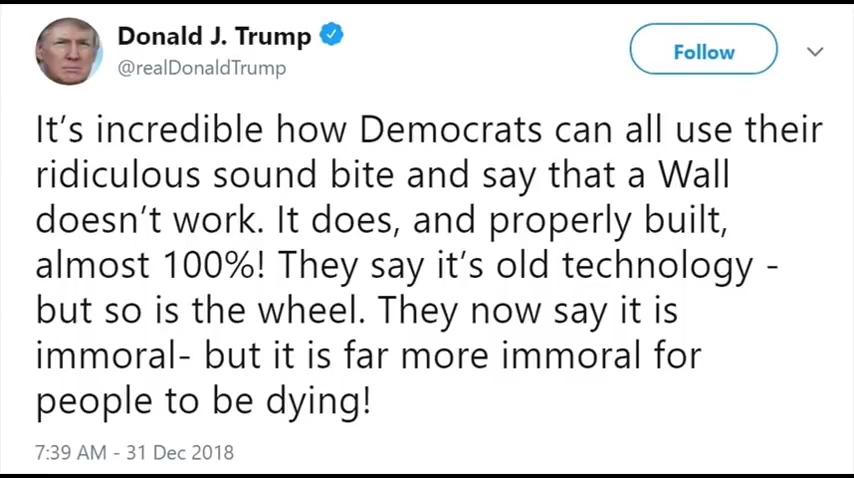 Donald J. Trump
@realDonaldTrump
Follow
It’s incredible how Democrats can all use their
ridiculous sound bite and say that a Wall
doesn’t work. It does, and properly built,
almost 100%! They say it’s old technology -
but so is the wheel. They now say it is
immoral- but it is far more immoral for
people to be dying!
7:39 AM - 31 Dec 2018